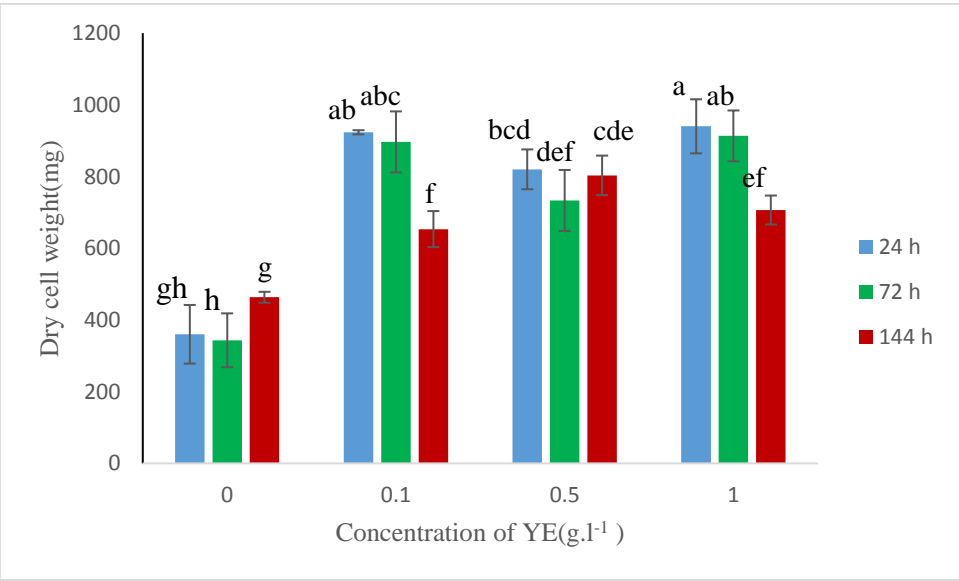 1200
1000
800
600
400
200
0
Dry cell weight(mg)
gh
h
g
ab
abc
f
bcd
def
cde
a
ab
ef
0
0.1
0.5
1
Concentration of YE(g.l-1 )
24 h
72 h
144 h